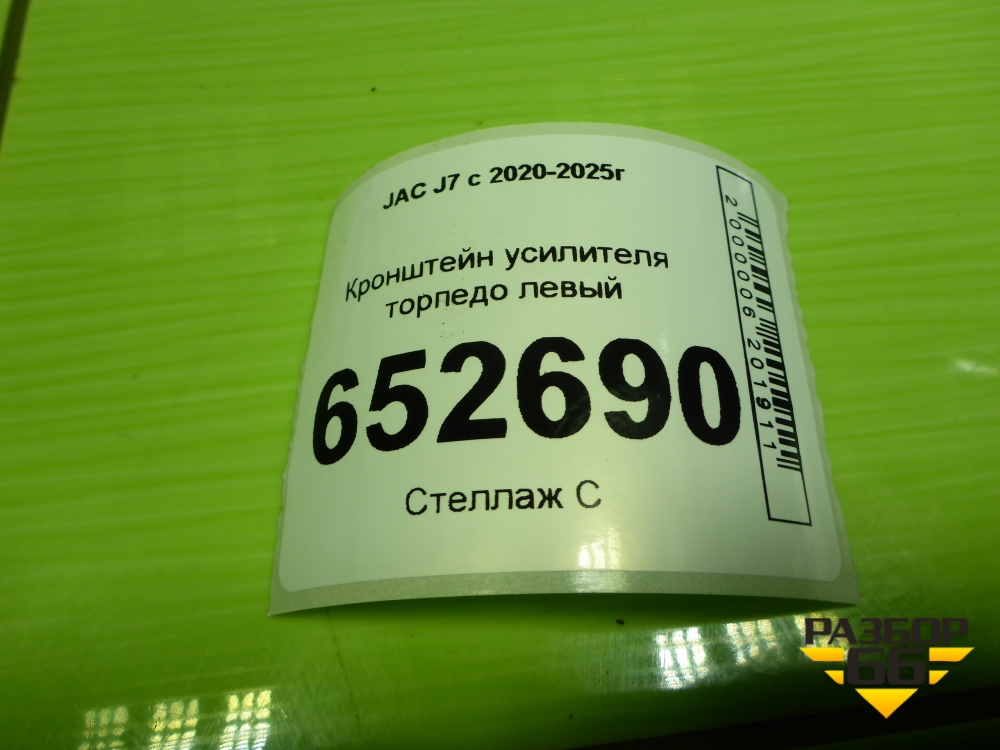 JAC J7 с 2020-2025г
Кронштейн усилителя
торпедо левый
652690
Стеллаж С
2000006201911
РАЗБОР
66